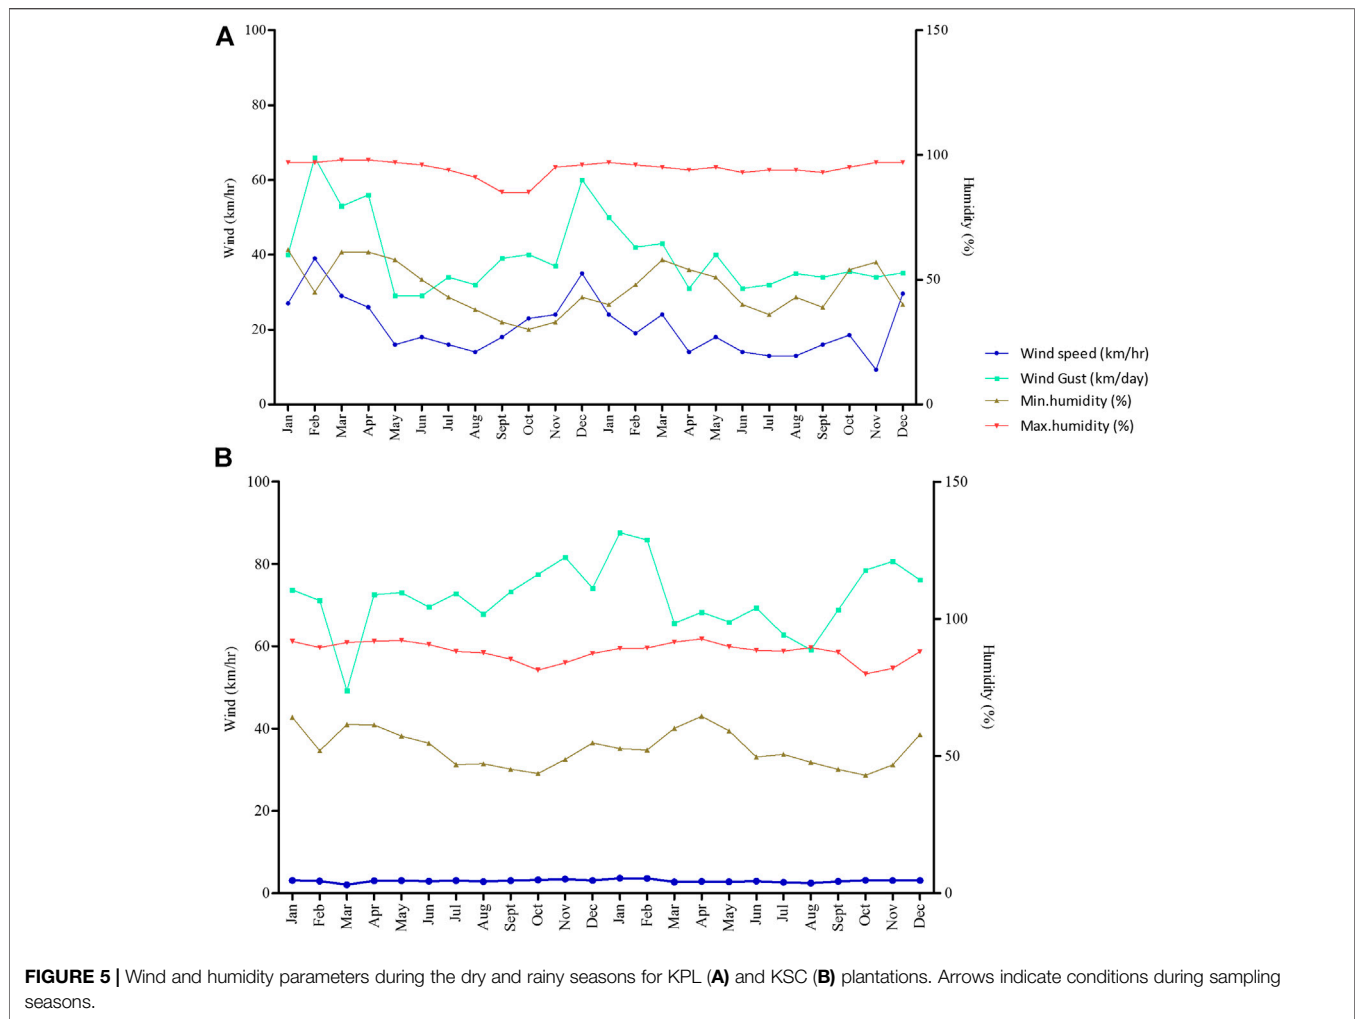 A
100
80
60
40
20
0
Wind (km/hr)
150
100
50
0
Humidity (%)
Jan Feb Mar Apr May Jun Jul Aug Sept Oct Nov Dec Jan Feb Mar Apr May Jun Jul Aug Sept Oct Nov Dec
Wind speed (km/hr)
Wind Gust (km/day)
Min.humidity (%)
Max.humidity (%)
B
100
80
60
40
20
0
Wind (km/hr)
150
100
50
0
Humidity (%)
Jan Feb Mar Apr May Jun Jul Aug Sept Oct Nov Dec Jan Feb Mar Apr May Jun Jul Aug Sept Oct Nov Dec
FIGURE 5 | Wind and humidity parameters during the dry and rainy seasons for KPL (A) and KSC (B) plantations. Arrows indicate conditions during sampling
seasons.